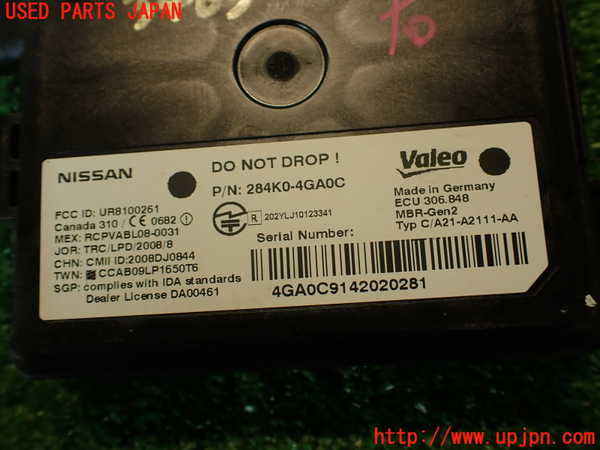 USED PARTS JAPAN
NISSAN
DO NOT DROP !
Valeo
P/N: 284K0-4GA0C
FCC ID: UR8100261
Canada 310 / CE 0682
MEX: RCPVABL08-0031
JOR: TRC/LPD/2008/8
CHN: CMII ID:2008DJ0844
TWN: CCAB09LP1650T6
SGP: complies with IDA standards
Dealer License DA00461
R 202YLJ10123341
Made in Germany
ECU 306.848
MBR-Gen2
Typ C/A21-A2111-AA
Serial Number:
4GA0C9142020281
http://www.upjpn.com/